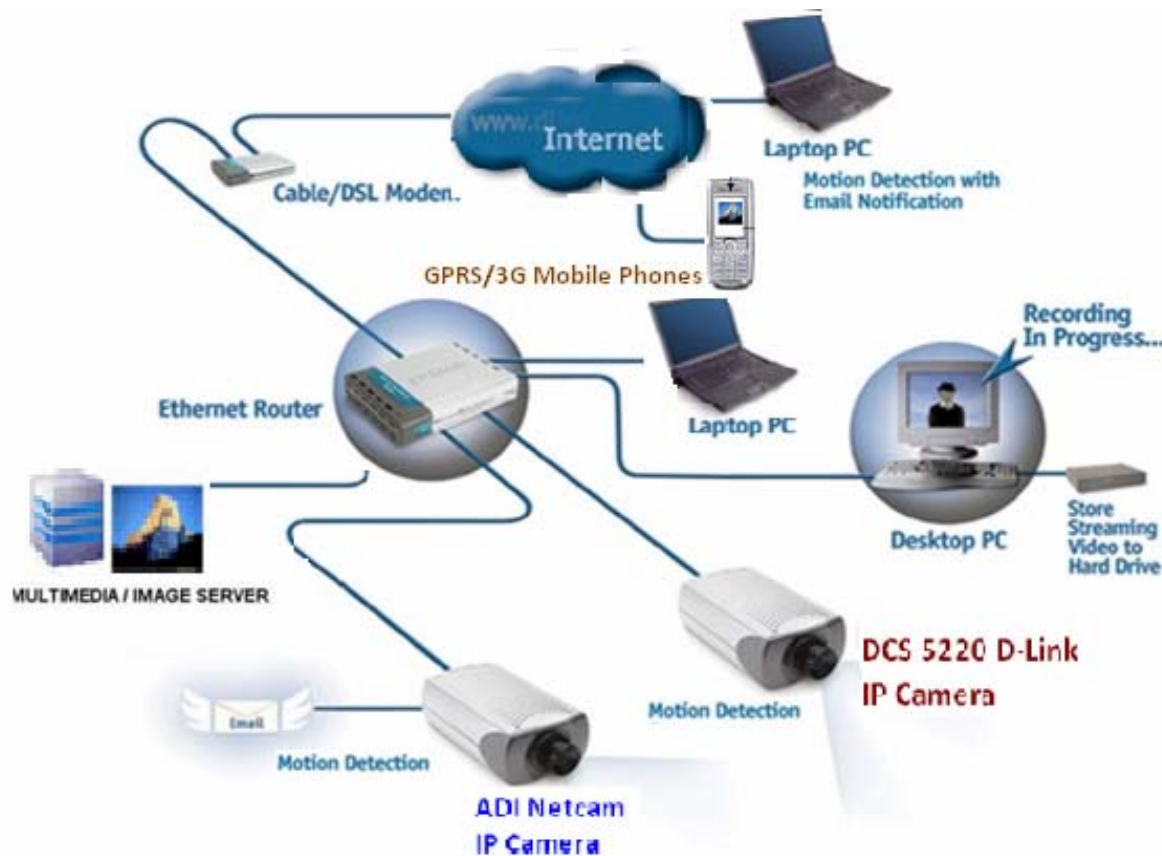 www.dl
Internet
Laptop PC
Motion Detection with
Email Notification
Cable/DSL Modem.
GPRS/3G Mobile Phones
Recording
In Progress...
Ethernet Router
Laptop PC
Desktop PC
Store
Streaming
Video to
Hard Drive
MULTIMEDIA / IMAGE SERVER
DCS 5220 D-Link
IP Camera
Motion Detection
Email
Motion Detection
ADI Netcam
IP Camera